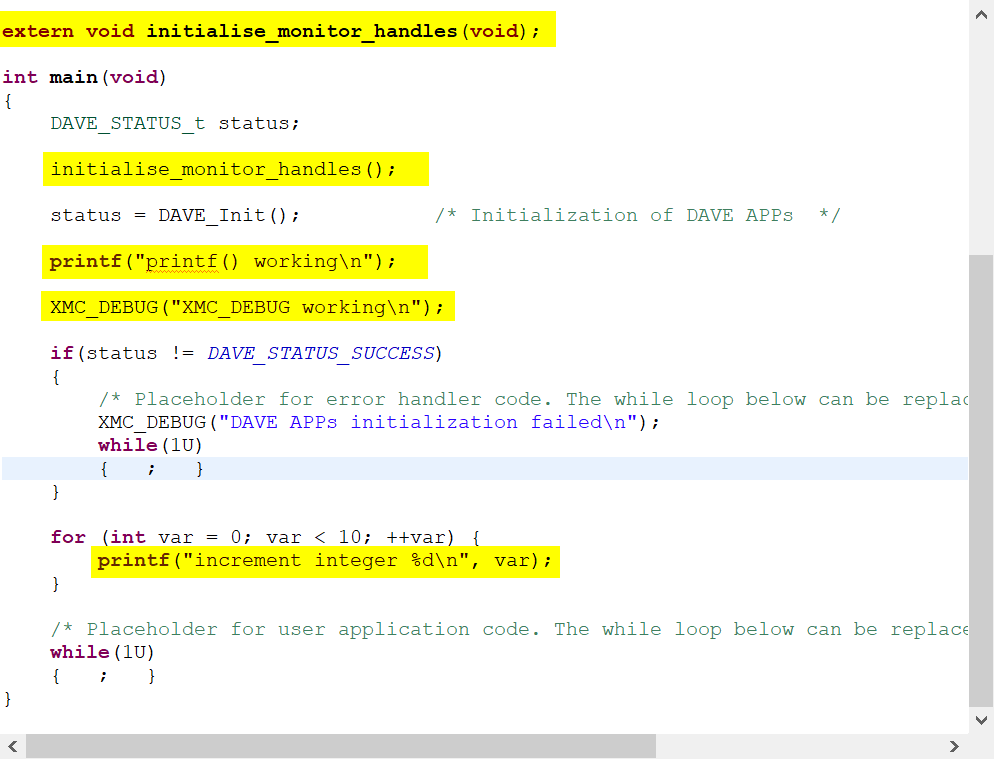 extern void initialise_monitor_handles(void);
int main(void)
{
DAVE_STATUS_t status;
initialise_monitor_handles();
status = DAVE_Init(); /* Initialization of DAVE APPs */
printf("printf() working\n");
XMC_DEBUG("XMC_DEBUG working\n");
if(status != DAVE_STATUS_SUCCESS)
{
/* Placeholder for error handler code. The while loop below can be
XMC_DEBUG("DAVE APPs initialization failed\n");
while(1U)
{ ; }
}
for (int var = 0; var < 10; ++var) {
printf("increment integer %d\n", var);
}
/* Placeholder for user application code. The while loop below can be
while(1U)
{ ; }
}